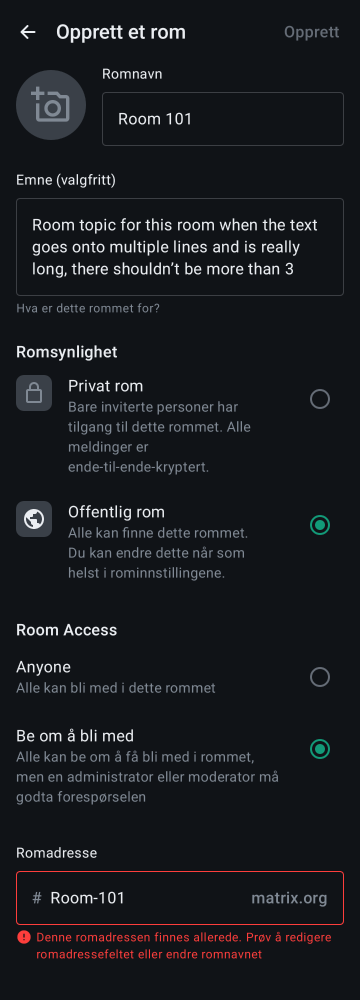 Opprett et rom
Opprett
Romnavn
Room 101
Emne (valgfritt)
Room topic for this room when the text
goes onto multiple lines and is really
long, there shouldn’t be more than 3
Hva er dette rommet for?
Romsynlighet
Privat rom
Bare inviterte personer har
tilgang til dette rommet. Alle
meldinger er
ende-til-ende-kryptert.
Offentlig rom
Alle kan finne dette rommet.
Du kan endre dette når som
helst i rominnstillingene.
Room Access
Anyone
Alle kan bli med i dette rommet
Be om å bli med
Alle kan be om å få bli med i rommet,
men en administrator eller moderator må
godta forespørselen
Romadresse
# Room-101 matrix.org
Denne romadressen finnes allerede. Prøv å redigere
romadressefeltet eller endre romnavnet